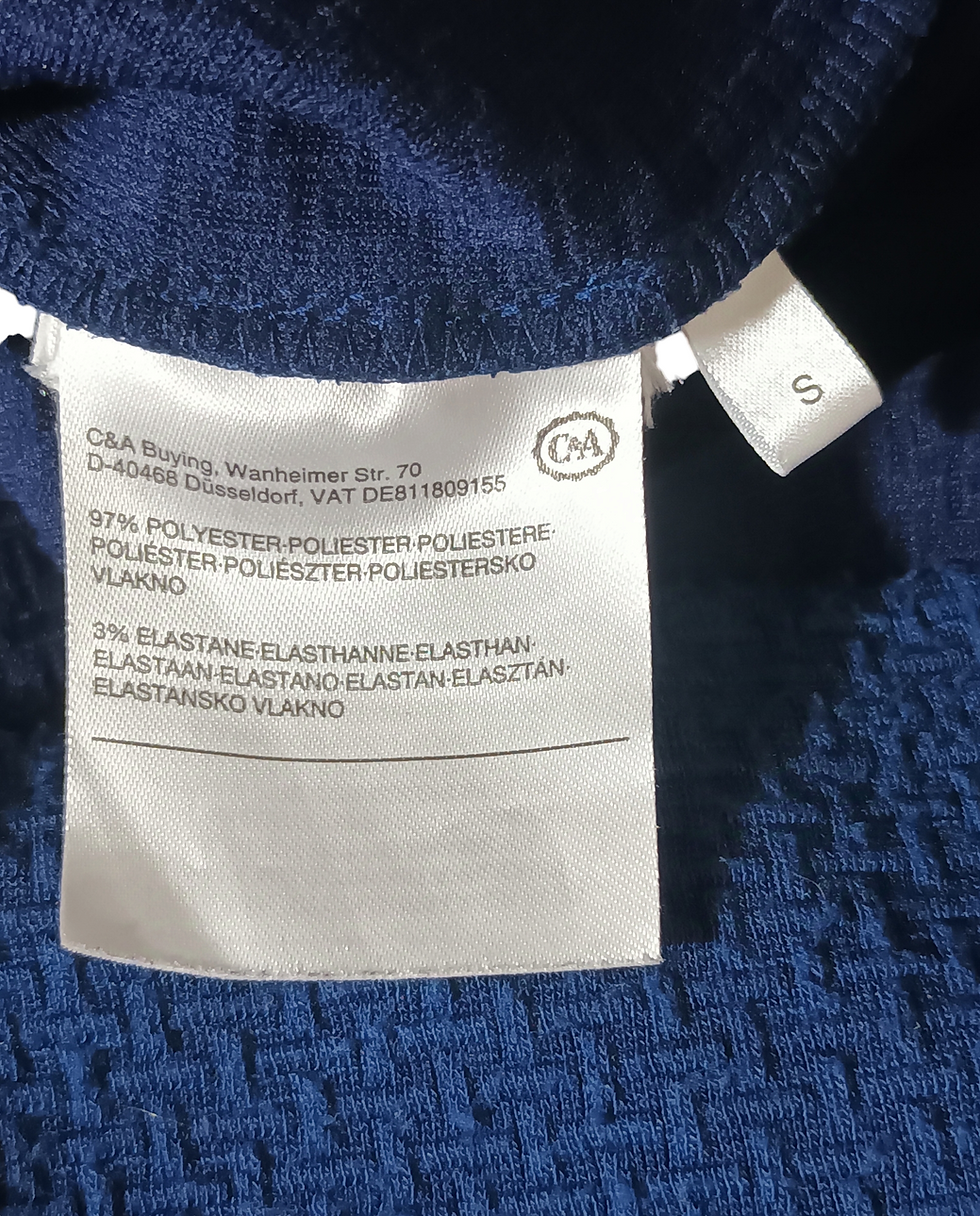 C&A Buying, Wanheimer Str. 70
D-40468 Düsseldorf, VAT DE811809155
C&A
97% POLYESTER·POLIESTER·POLIESTERE·
POLIÉSTER·POLIÉSZTER·POLIESTERSKO
VLAKNO
3% ELASTANE·ELASTHANNE·ELASTHAN·
ELASTAAN·ELASTANO·ELASTAN·ELASZTÁN·
ELASTANSKO VLAKNO
S